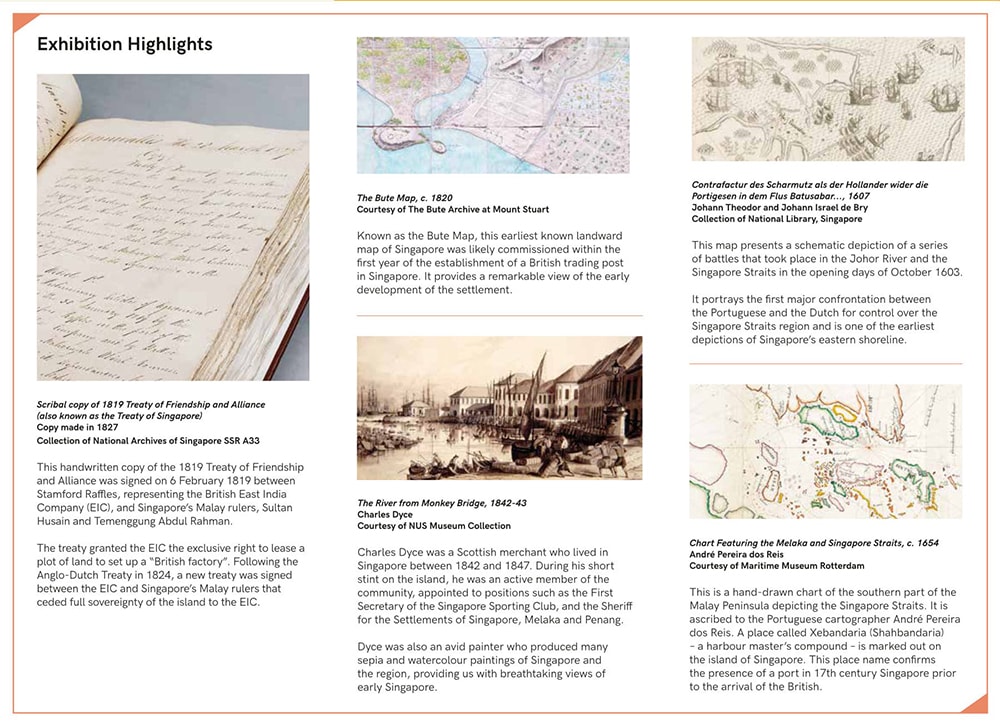 Exhibition Highlights
Scribal copy of 1819 Treaty of Friendship and Alliance
(also known as the Treaty of Singapore)
Copy made in 1827
Collection of National Archives of Singapore SSR A33
This handwritten copy of the 1819 Treaty of Friendship
and Alliance was signed on 6 February 1819 between
Stamford Raffles, representing the British East India
Company (EIC), and Singapore's Malay rulers, Sultan
Husain and Temenggung Abdul Rahman.
The treaty granted the EIC the exclusive right to lease a
plot of land to set up a "British factory". Following the
Anglo-Dutch Treaty in 1824, a new treaty was signed
between the EIC and Singapore's Malay rulers that
ceded full sovereignty of the island to the EIC.
The Bute Map, c. 1820
Courtesy of The Bute Archive at Mount Stuart
Known as the Bute Map, this earliest known landward
map of Singapore was likely commissioned within the
first year of the establishment of a British trading post
in Singapore. It provides a remarkable view of the early
development of the settlement.
The River from Monkey Bridge, 1842-43
Charles Dyce
Courtesy of NUS Museum Collection
Charles Dyce was a Scottish merchant who lived in
Singapore between 1842 and 1847. During his short
stint on the island, he was an active member of the
community, appointed to positions such as the First
Secretary of the Singapore Sporting Club, and the Sheriff
for the Settlements of Singapore, Melaka and Penang.
Dyce was also an avid painter who produced many
sepia and watercolour paintings of Singapore and
the region, providing us with breathtaking views of
early Singapore.
Contrafactur des Scharmutz als der Hollander wider die
Portigesen in dem Flus Batusabar..., 1607
Johann Theodor and Johann Israel de Bry
Collection of National Library, Singapore
This map presents a schematic depiction of a series
of battles that took place in the Johor River and the
Singapore Straits in the opening days of October 1603.
It portrays the first major confrontation between
the Portuguese and the Dutch for control over the
Singapore Straits region and is one of the earliest
depictions of Singapore's eastern shoreline.
Chart Featuring the Melaka and Singapore Straits, c. 1654
André Pereira dos Reis
Courtesy of Maritime Museum Rotterdam
This is a hand-drawn chart of the southern part of the
Malay Peninsula depicting the Singapore Straits. It is
ascribed to the Portuguese cartographer André Pereira
dos Reis. A place called Xebandaria (Shahbandaria)
– a harbour master's compound – is marked out on
the island of Singapore. This place name confirms
the presence of a port in 17th century Singapore prior
to the arrival of the British.